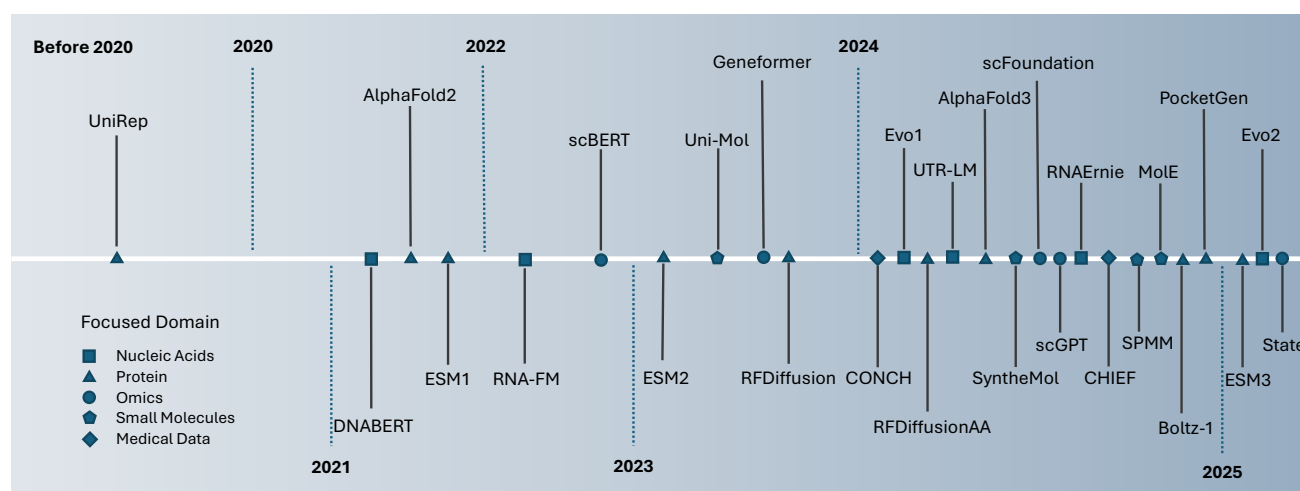 Before 2020
2020
2022
2024
Geneformer
scFoundation
AlphaFold2
AlphaFold3
PocketGen
UniRep
scBERT
Uni-Mol
Evo1
Evo2
UTR-LM
RNAErnie
MolE
Focused Domain
Nucleic Acids
Protein
Omics
Small Molecules
Medical Data
scGPT
SPMM
State
ESM1
RNA-FM
ESM2
RFDiffusion
CONCH
SyntheMol
CHIEF
ESM3
DNABERT
RFDiffusionAA
Boltz-1
2021
2023
2025